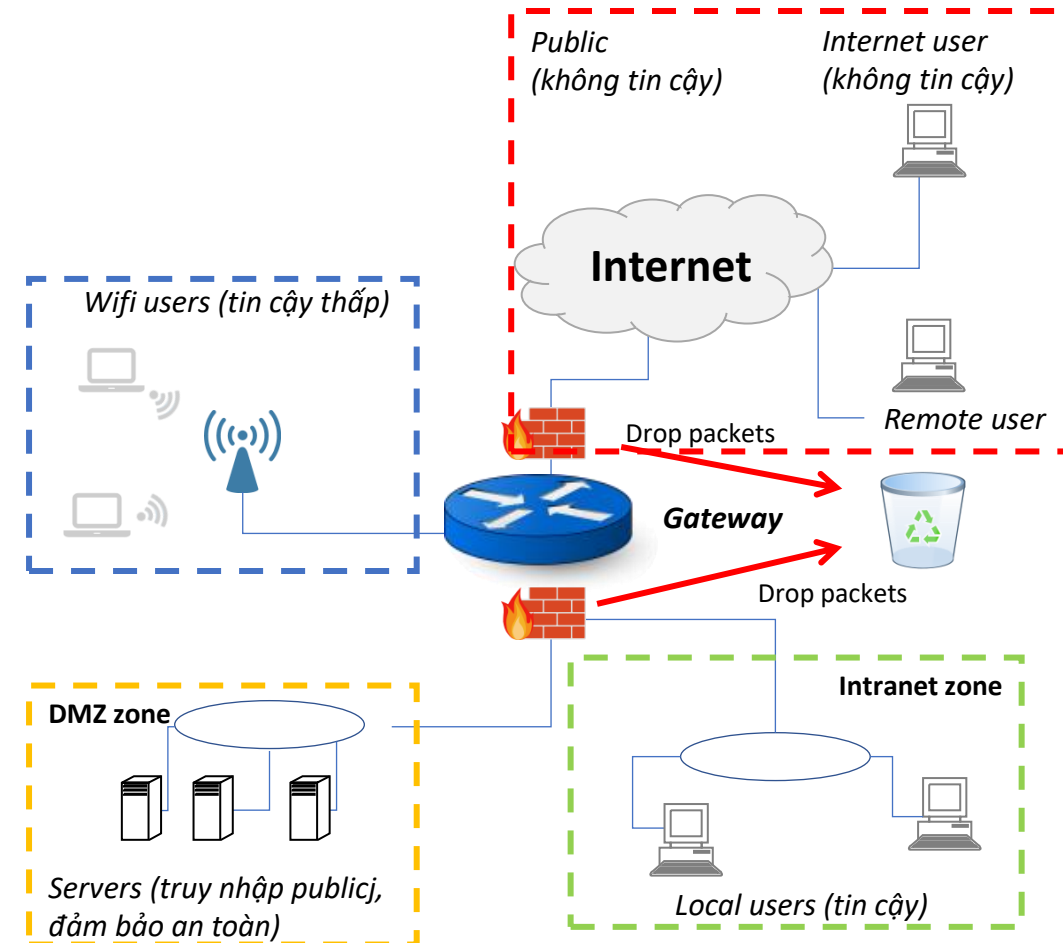 Public
(không tin cậy)
Internet user
(không tin cậy)
Internet
Wifi users (tin cậy thấp)
Remote user
Drop packets
Gateway
Drop packets
Intranet zone
DMZ zone
Servers (truy nhập publicj,
đảm bảo an toàn)
Local users (tin cậy)